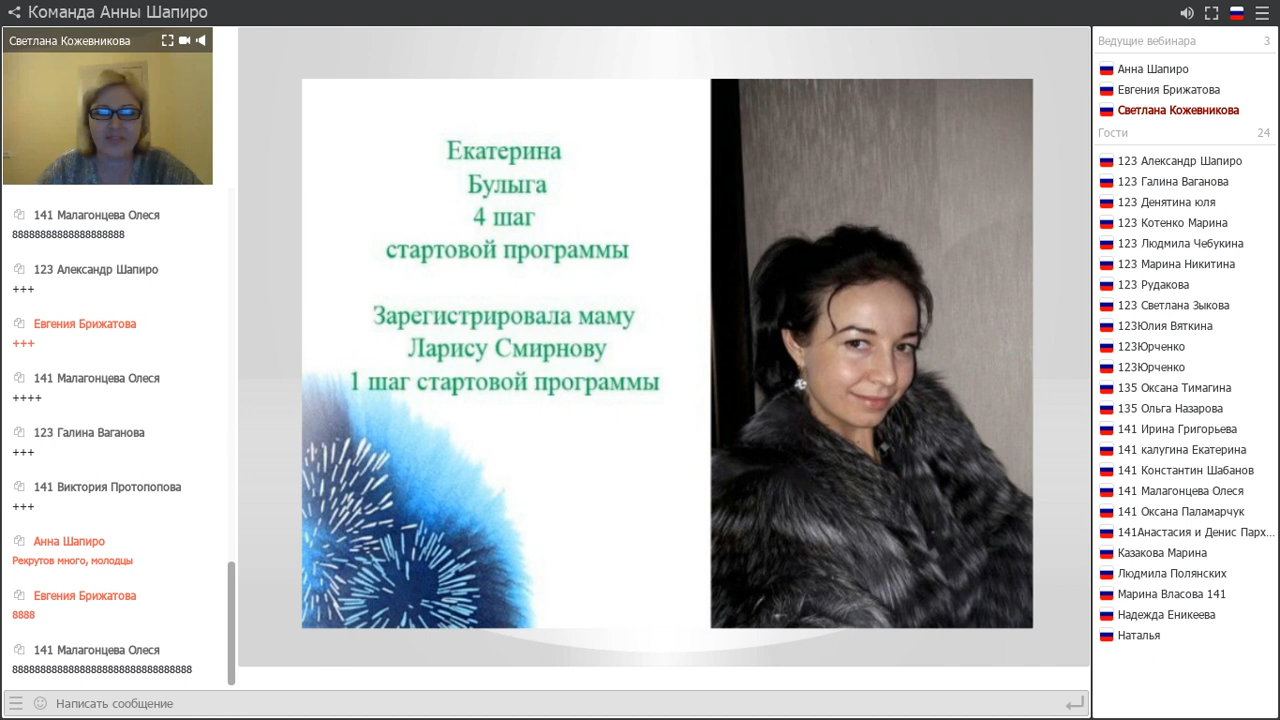 Команда Анны Шапиро
Светлана Кожевникова
141 Малагонцева Олеся
88888888888888888888
123 Александр Шапиро
+++
Евгения Брижатова
+++
141 Малагонцева Олеся
++++
123 Галина Ваганова
+++
141 Виктория Протопопова
+++
Анна Шапиро
Рекрутов много, молодцы
Евгения Брижатова
8888
141 Малагонцева Олеся
88888888888888888888888888888888
Написать сообщение
Екатерина
Булыга
4 шаг
стартовой программы
Зарегистрировала маму
Ларису Смирнову
1 шаг стартовой программы
Ведущие вебинара 3
Анна Шапиро
Евгения Брижатова
Светлана Кожевникова
Гости 24
123 Александр Шапиро
123 Галина Ваганова
123 Денятина юля
123 Котенко Марина
123 Людмила Чебукина
123 Марина Никитина
123 Рудакова
123 Светлана Зыкова
123Юлия Вяткина
123Юрченко
123Юрченко
135 Оксана Тимагина
135 Ольга Назарова
141 Ирина Григорьева
141 калугина Екатерина
141 Константин Шабанов
141 Малагонцева Олеся
141 Оксана Паламарчук
141Анастасия и Денис Парх...
Казакова Марина
Людмила Полянских
Марина Власова 141
Надежда Еникеева
Наталья